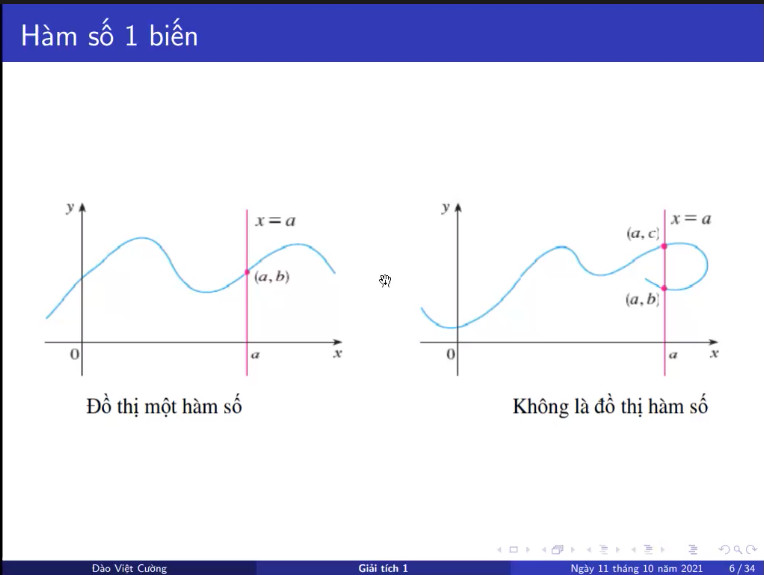 Hàm số 1 biến
y
x = a
(a, b)
0
a
x
Đồ thị một hàm số
y
x = a
(a, c)
(a, b)
0
a
x
Không là đồ thị hàm số
Đào Việt Cường
Giải tích 1
Ngày 11 tháng 10 năm 2021
6 / 34